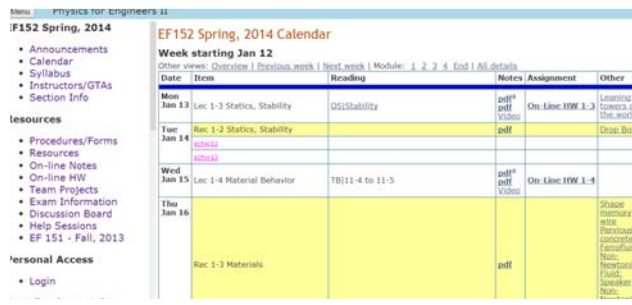 Menu Physics for Engineers II
EF152 Spring, 2014
Announcements
Calendar
Syllabus
Instructors/GTAs
Section Info
Resources
Procedures/Forms
Resources
On-line Notes
On-line HW
Team Projects
Exam Information
Discussion Board
Help Sessions
EF 151 - Fall, 2013
Personal Access
Login
EF152 Spring, 2014 Calendar
Week starting Jan 12
Other views: Overview | Previous week | Next week | Module: 1 2 3 4 End | All details
Date Item Reading Notes Assignment Other
Mon Jan 13 Lec 1-3 Statics, Stability OS|Stability pdf pdf Video On-Line HW 1-3 Leaning towers of the world
Tue Jan 14 Rec 1-2 Statics, Stability pdf Drop Bo
Wed Jan 15 Lec 1-4 Material Behavior TB|11-4 to 11-5 pdf pdf Video On-Line HW 1-4
Thu Jan 16 Rec 1-3 Materials pdf
Shape
memory
wire
Pervious
concrete
Ferroflui
Non-
Newtoni
Fluid:
Speaker
Non-